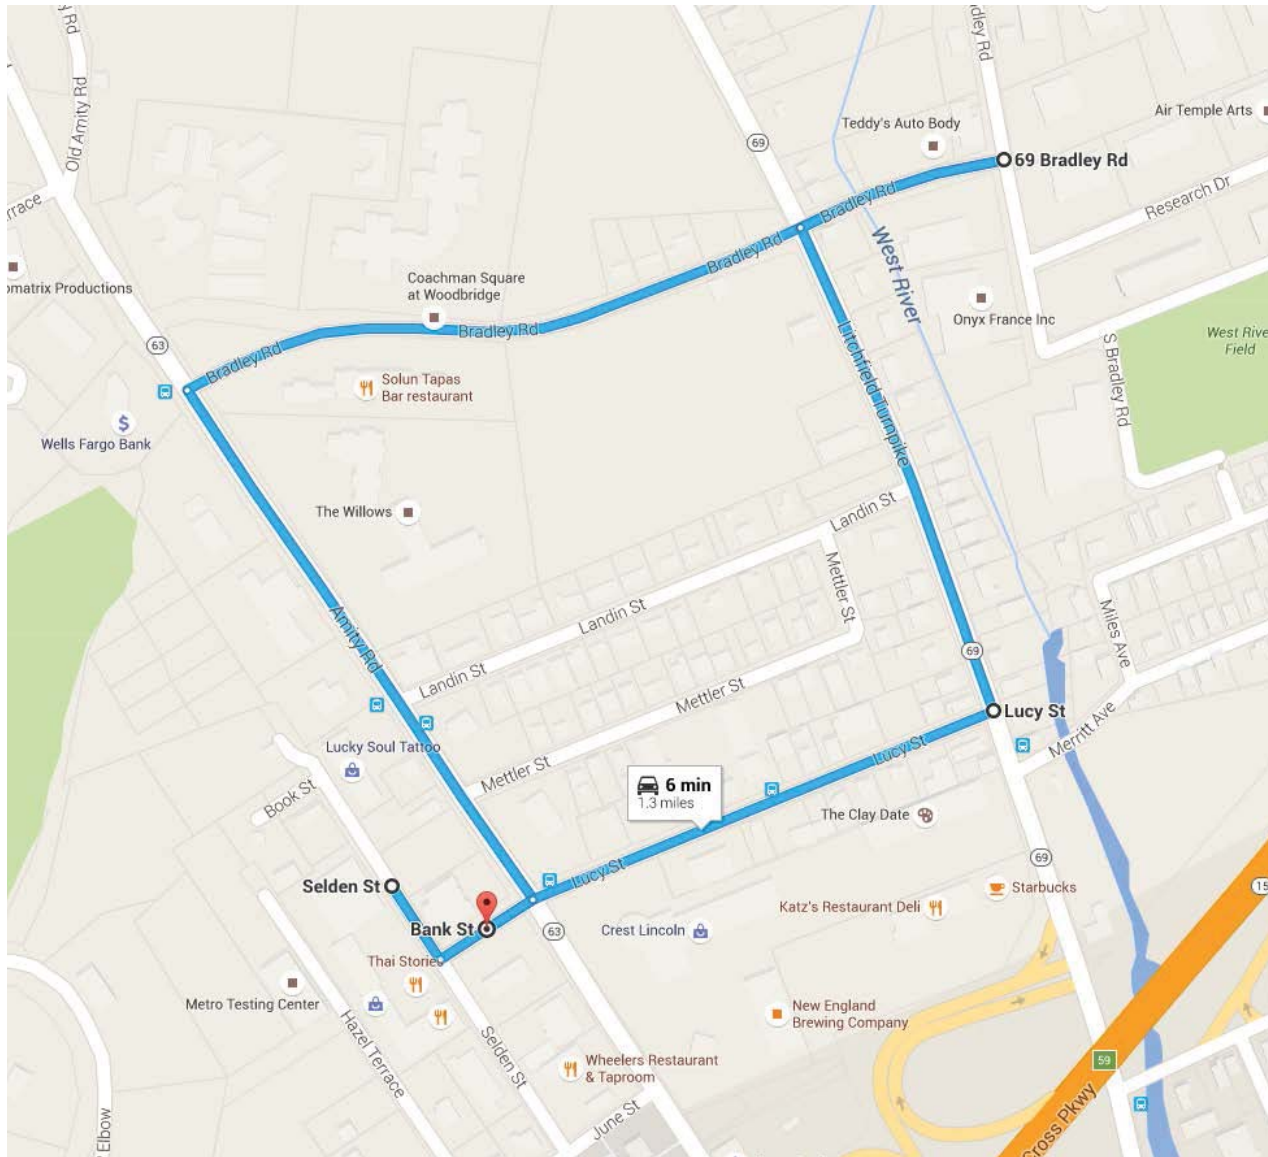 y Rd
Old Amity Rd
dley Rd
69
Teddy's Auto Body
Air Temple Arts
69 Bradley Rd
Bradley Rd
Research Dr
errace
West River
Bradley Rd
Coachman Square
at Woodbridge
omatrix Productions
Onyx France Inc
Bradley Rd
West Rive
Field
63
Bradley Rd
Litchfield Turnpike
S Bradley Rd
Solun Tapas
Bar restaurant
$
Wells Fargo Bank
The Willows
Landin St
Mettler St
Landin St
Miles Ave
Amity Rd
69
Landin St
Mettler St
Lucy St
Merritt Ave
Lucky Soul Tattoo
Lucy St
Mettler St
Book St
6 min
1.3 miles
The Clay Date
69
Lucy St
Selden St
Starbucks
15
Katz's Restaurant Deli
Bank St
63
Crest Lincoln
Thai Stories
Metro Testing Center
New England
Brewing Company
Hazel Terrace
Selden St
Wheelers Restaurant
& Taproom
59
June St
Elbow
Cross Pkwy